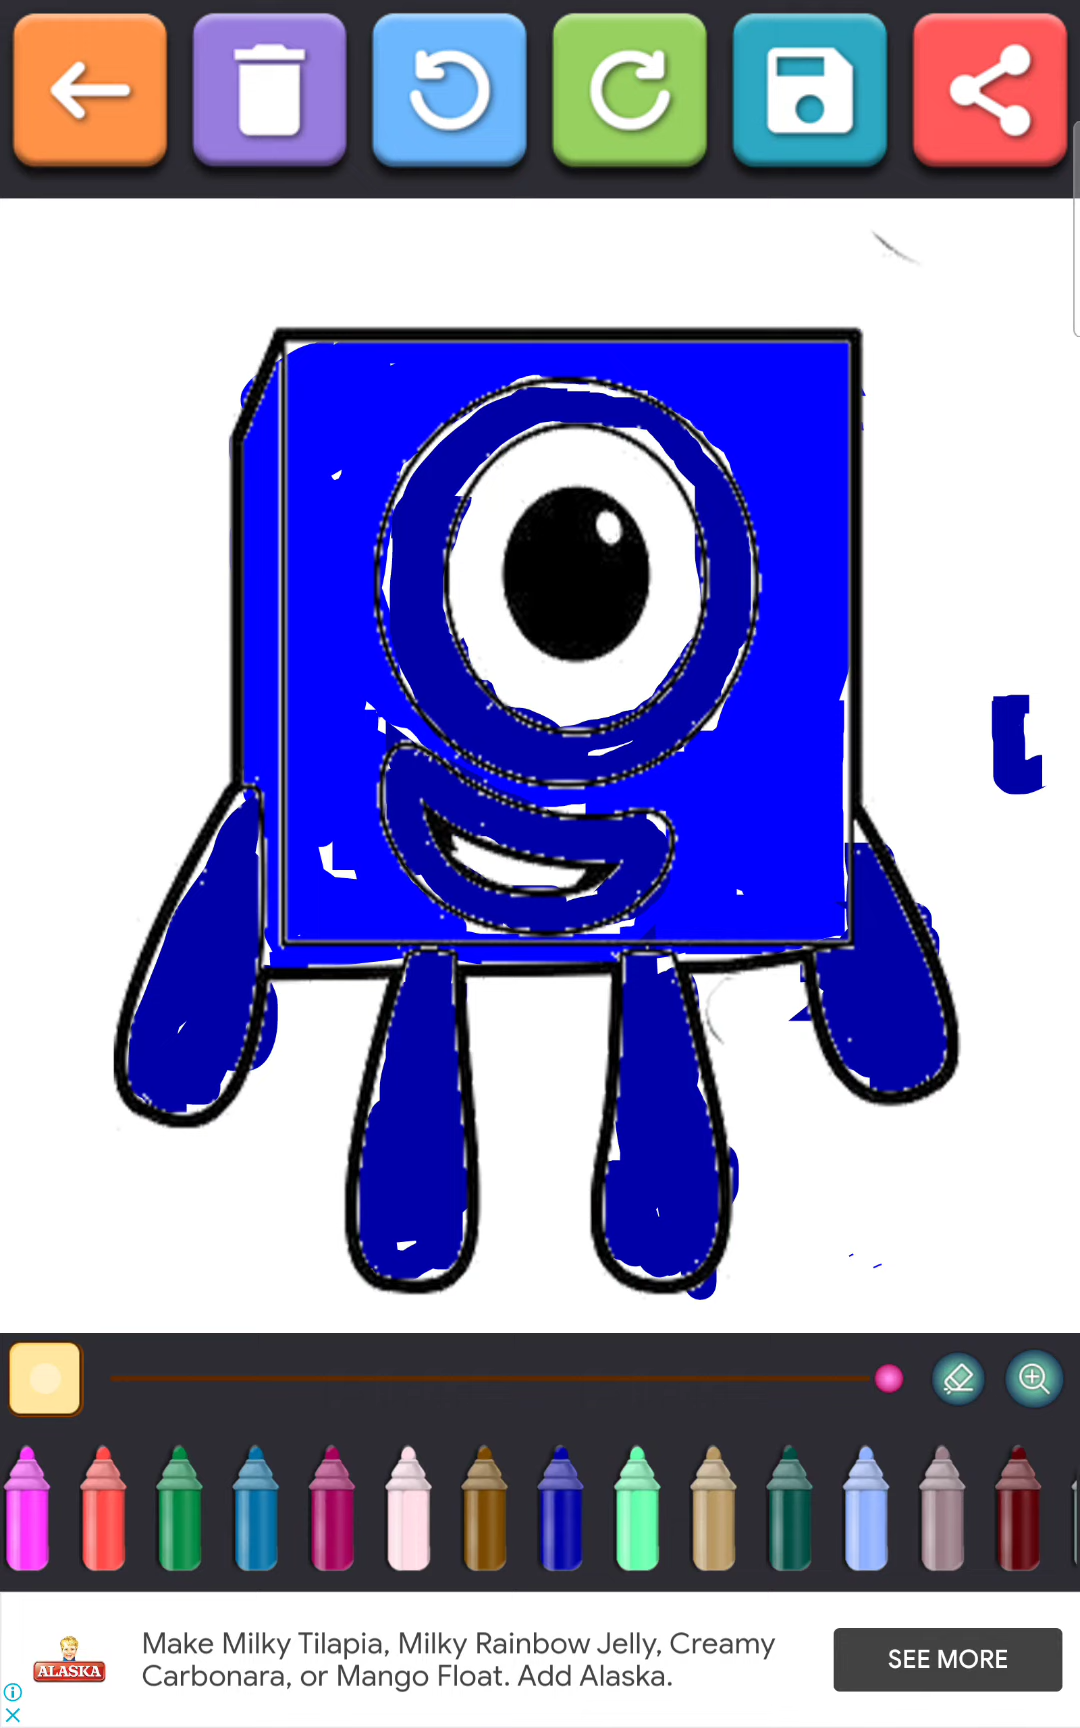 Make Milky Tilapia, Milky Rainbow Jelly, Creamy
Carbonara, or Mango Float. Add Alaska.
ALASKA
SEE MORE